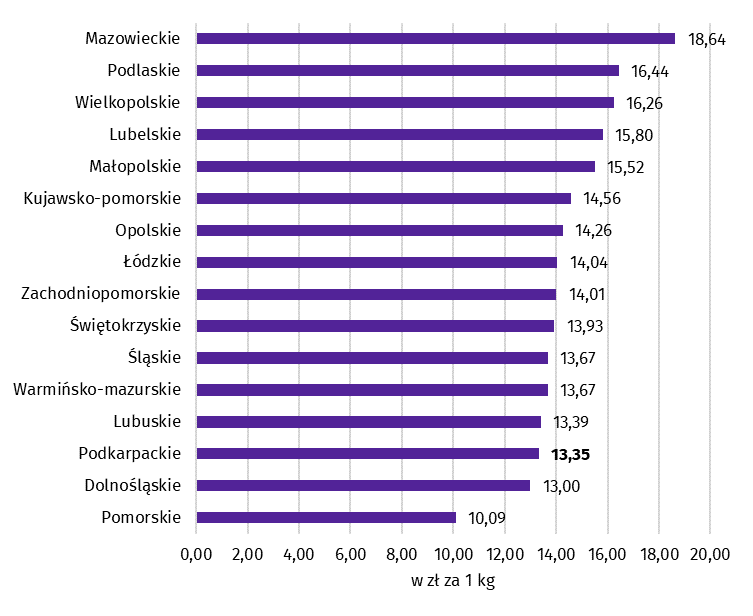 Mazowieckie 18,64
Podlaskie 16,44
Wielkopolskie 16,26
Lubelskie 15,80
Małopolskie 15,52
Kujawsko-pomorskie 14,56
Opolskie 14,26
Łódzkie 14,04
Zachodniopomorskie 14,01
Świętokrzyskie 13,93
Śląskie 13,67
Warmińsko-mazurskie 13,67
Lubuskie 13,39
Podkarpackie 13,35
Dolnośląskie 13,00
Pomorskie 10,09
0,00 2,00 4,00 6,00 8,00 10,00 12,00 14,00 16,00 18,00 20,00
w zł za 1 kg